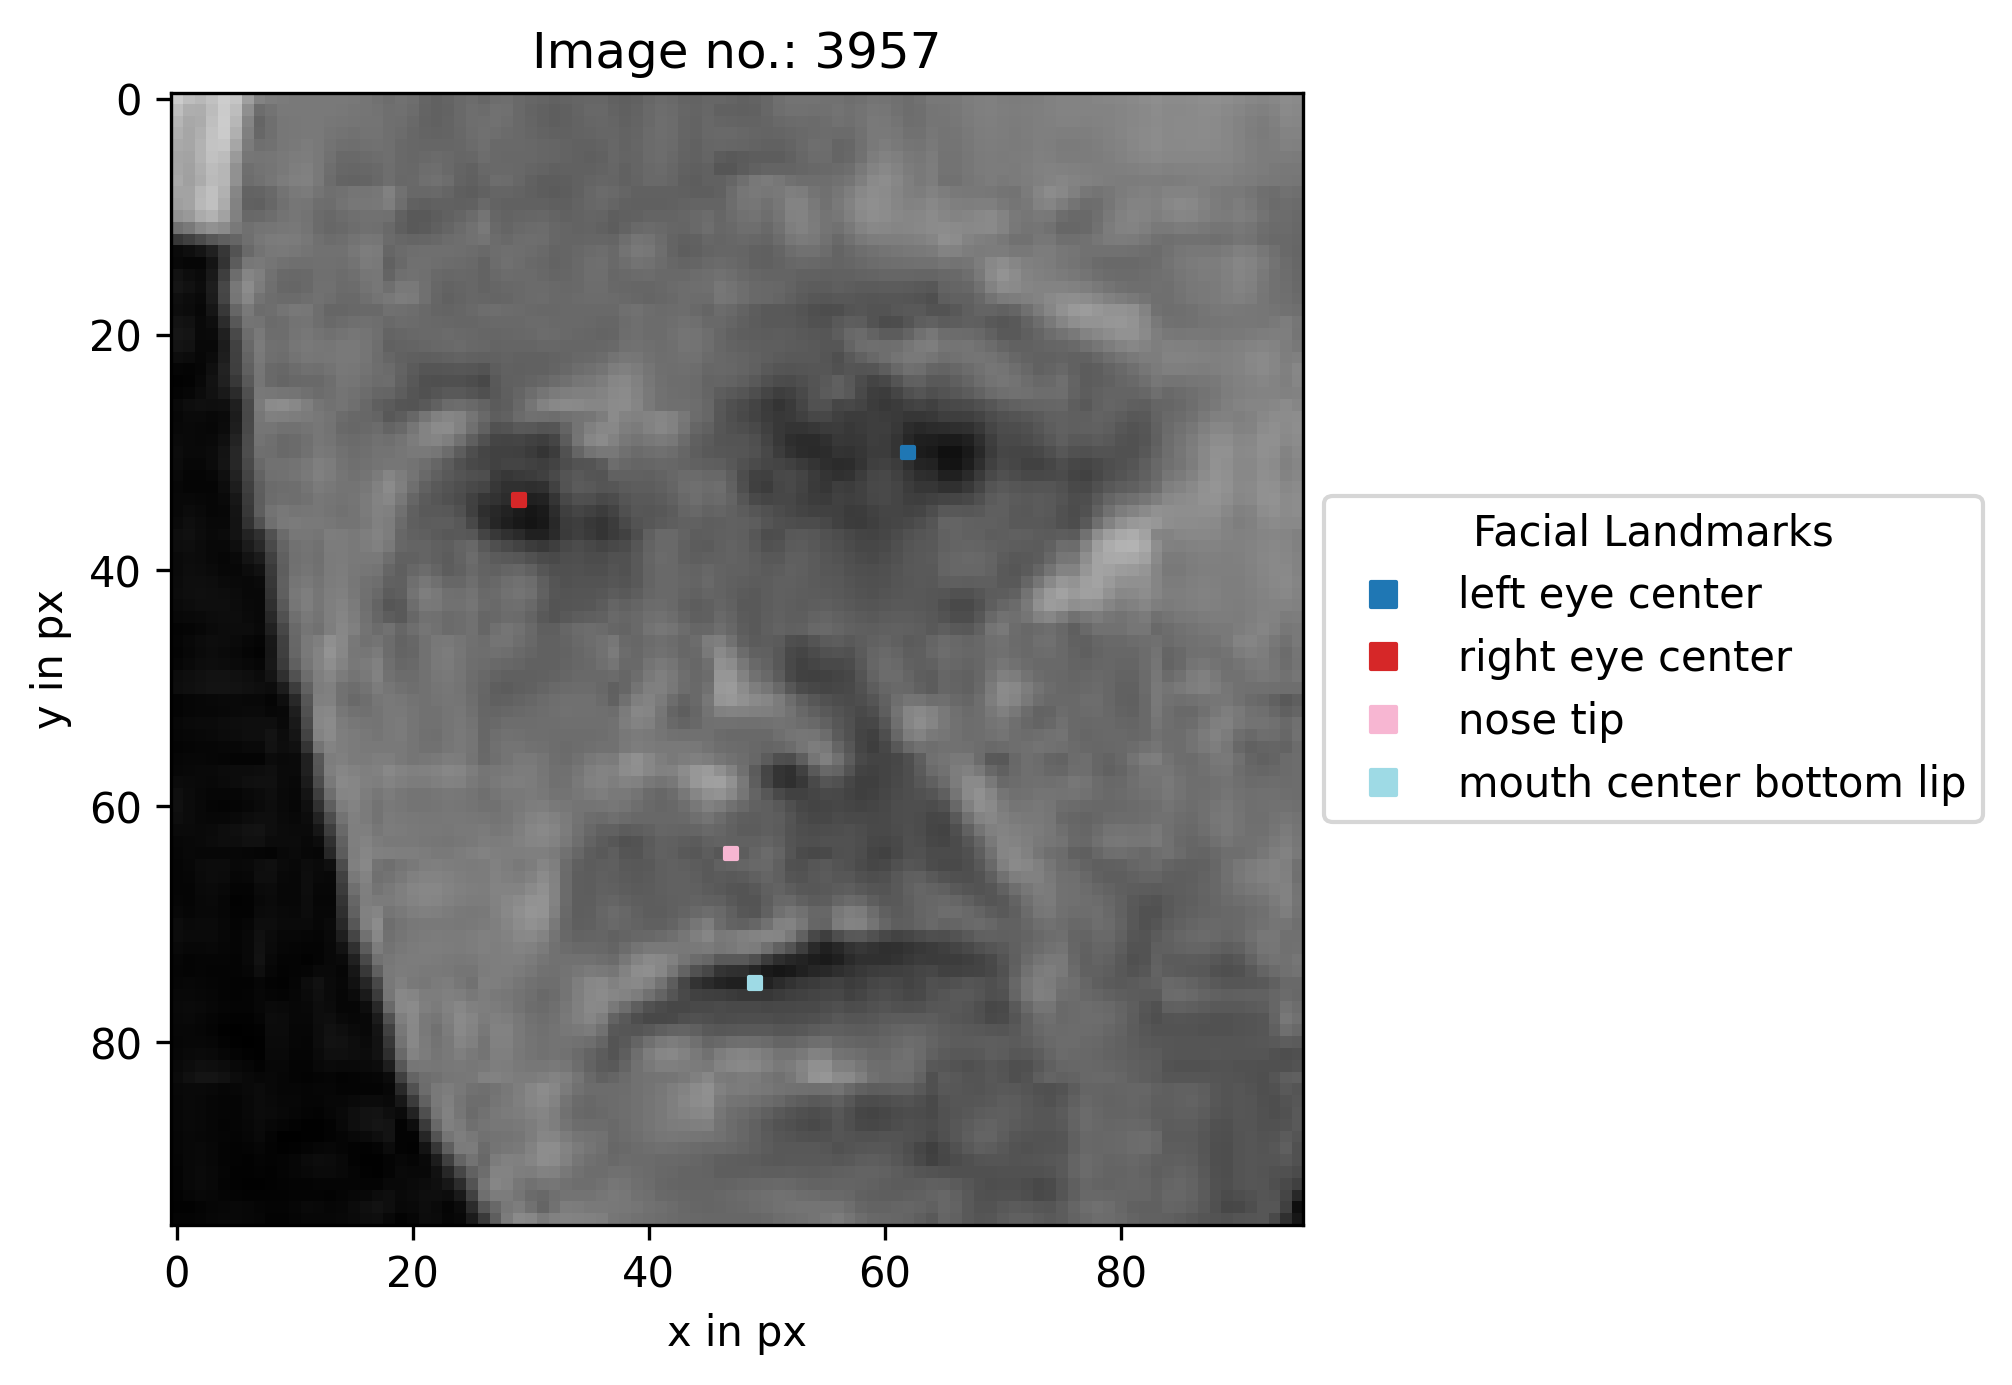 Image no.: 3957
0
20
40
60
80
y in px
0 20 40 60 80
x in px
Facial Landmarks
left eye center
right eye center
nose tip
mouth center bottom lip